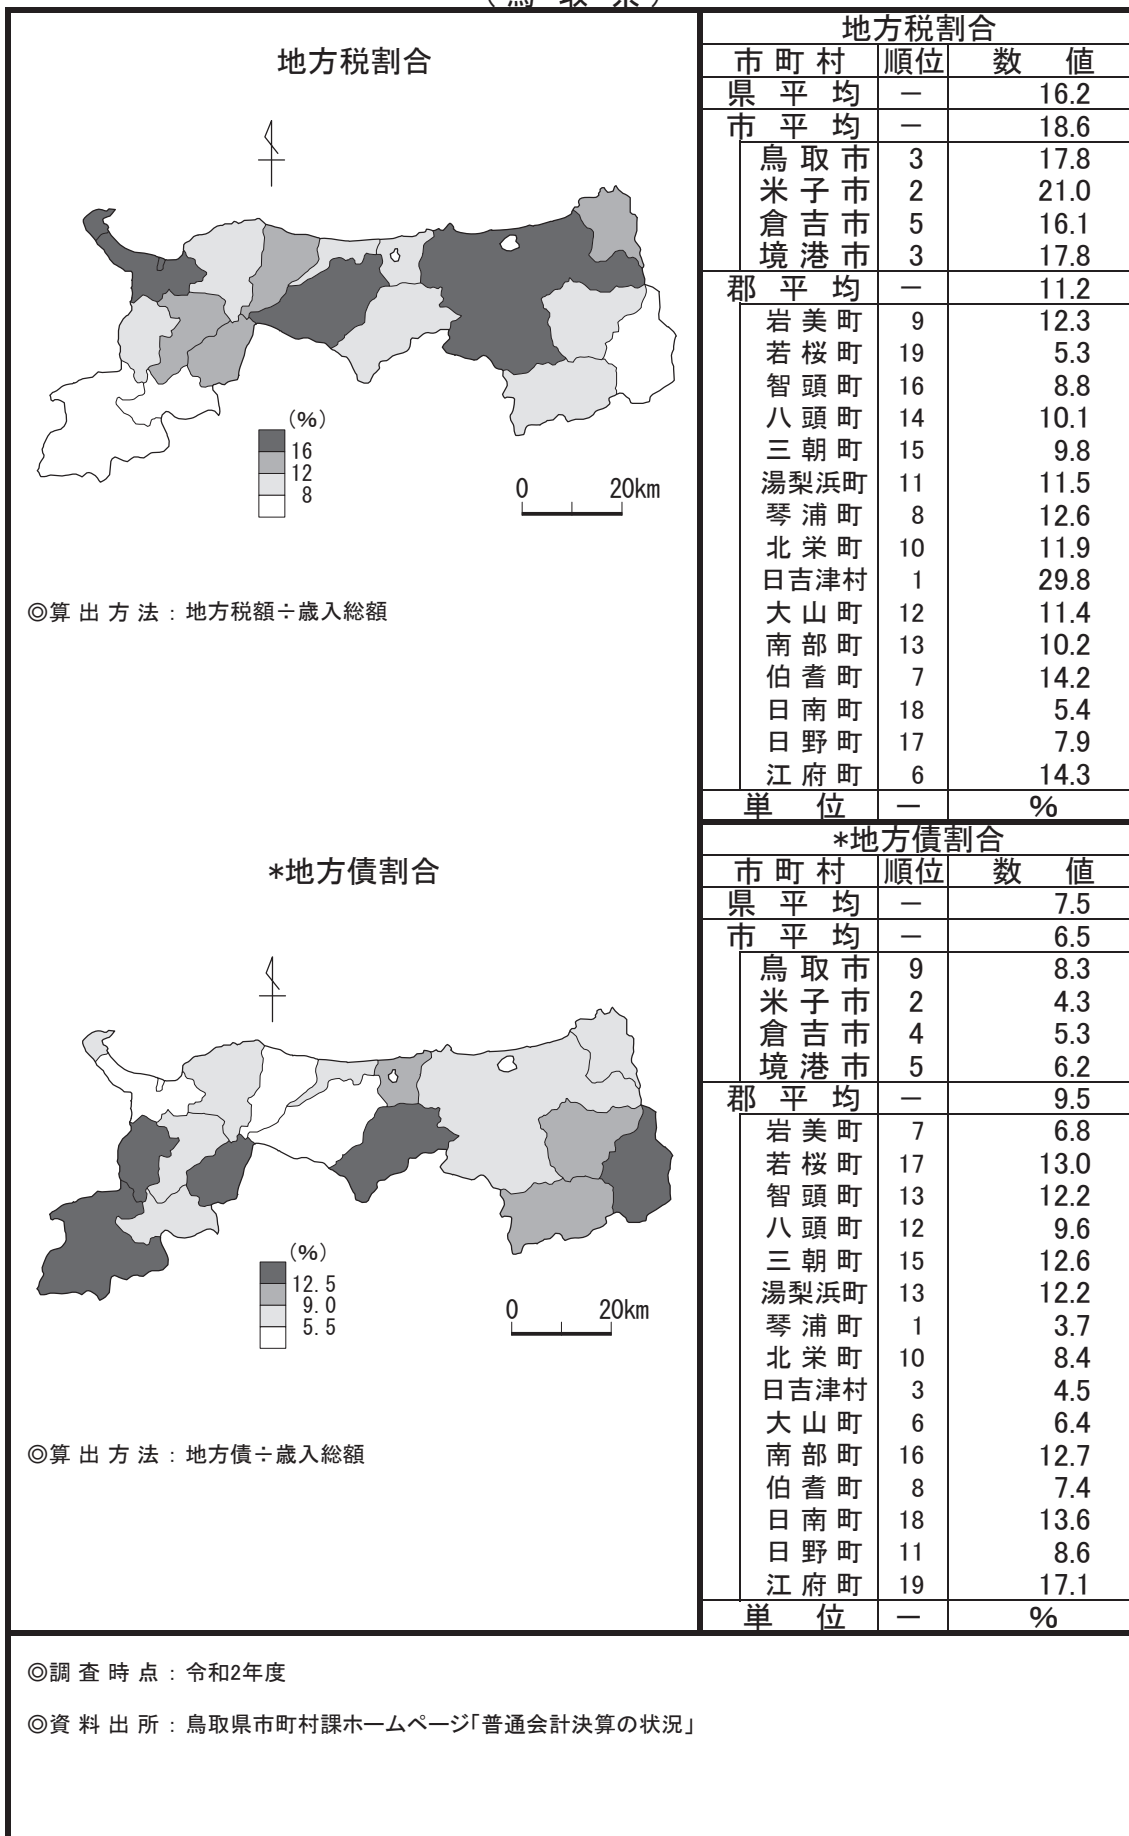 (鳥取県)
地方税割合
(%)
16
12
8
0 20km
◎算出方法：地方税額÷歳入総額
地方税割合
市町村 順位 数値
県平均 － 16.2
市平均 － 18.6
鳥取市 3 17.8
米子市 2 21.0
倉吉市 5 16.1
境港市 3 17.8
郡平均 － 11.2
岩美町 9 12.3
若桜町 19 5.3
智頭町 16 8.8
八頭町 14 10.1
三朝町 15 9.8
湯梨浜町 11 11.5
琴浦町 8 12.6
北栄町 10 11.9
日吉津村 1 29.8
大山町 12 11.4
南部町 13 10.2
伯耆町 7 14.2
日南町 18 5.4
日野町 17 7.9
江府町 6 14.3
単位 － %
*地方債割合
(%)
12.5
9.0
5.5
0 20km
◎算出方法：地方債÷歳入総額
*地方債割合
市町村 順位 数値
県平均 － 7.5
市平均 － 6.5
鳥取市 9 8.3
米子市 2 4.3
倉吉市 4 5.3
境港市 5 6.2
郡平均 － 9.5
岩美町 7 6.8
若桜町 17 13.0
智頭町 13 12.2
八頭町 12 9.6
三朝町 15 12.6
湯梨浜町 13 12.2
琴浦町 1 3.7
北栄町 10 8.4
日吉津村 3 4.5
大山町 6 6.4
南部町 16 12.7
伯耆町 8 7.4
日南町 18 13.6
日野町 11 8.6
江府町 19 17.1
単位 － %
◎調査時点：令和2年度
◎資料出所：鳥取県市町村課ホームページ「普通会計決算の状況」